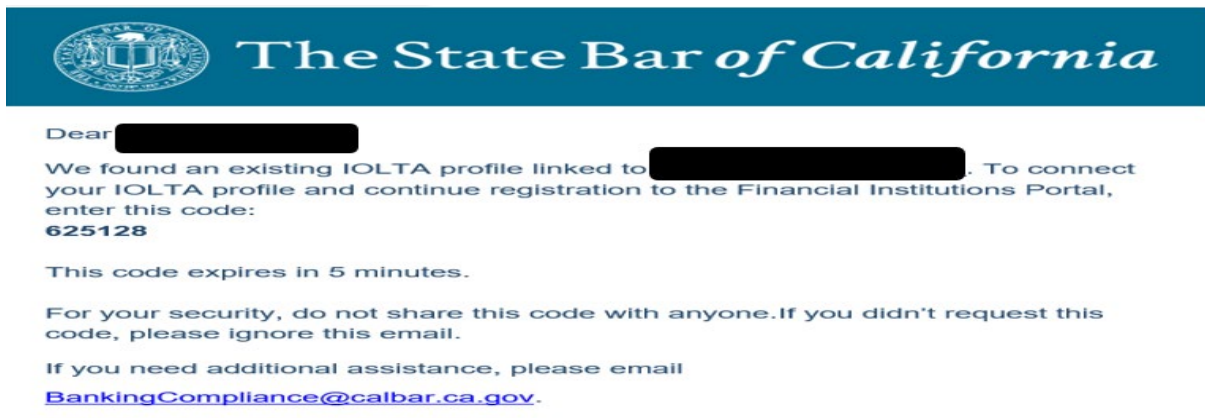 The State Bar of California
Dear
We found an existing IOLTA profile linked to . To connect
your IOLTA profile and continue registration to the Financial Institutions Portal,
enter this code:
625128
This code expires in 5 minutes.
For your security, do not share this code with anyone.If you didn't request this
code, please ignore this email.
If you need additional assistance, please email
BankingCompliance@calbar.ca.gov.